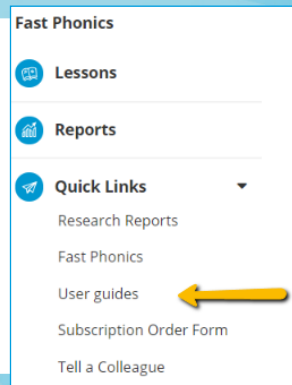 Fast Phonics
Lessons
Reports
Quick Links
Research Reports
Fast Phonics
User guides
Subscription Order Form
Tell a Colleague